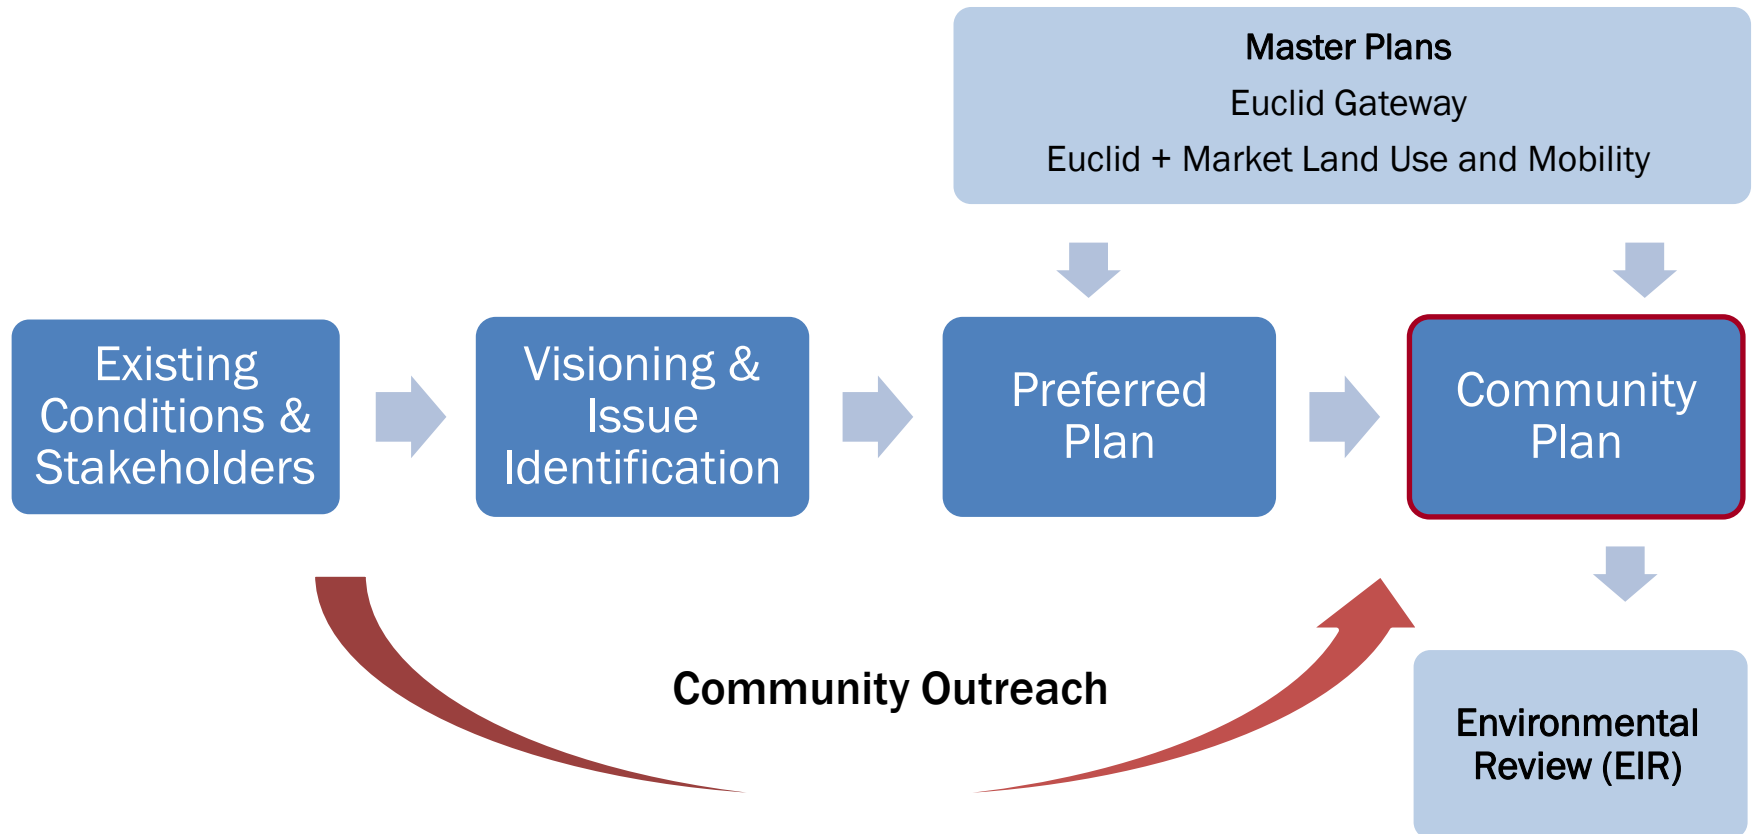 Master Plans
Euclid Gateway
Euclid + Market Land Use and Mobility
Existing
Conditions &
Stakeholders
Visioning &
Issue
Identification
Preferred
Plan
Community
Plan
Community Outreach
Environmental
Review (EIR)